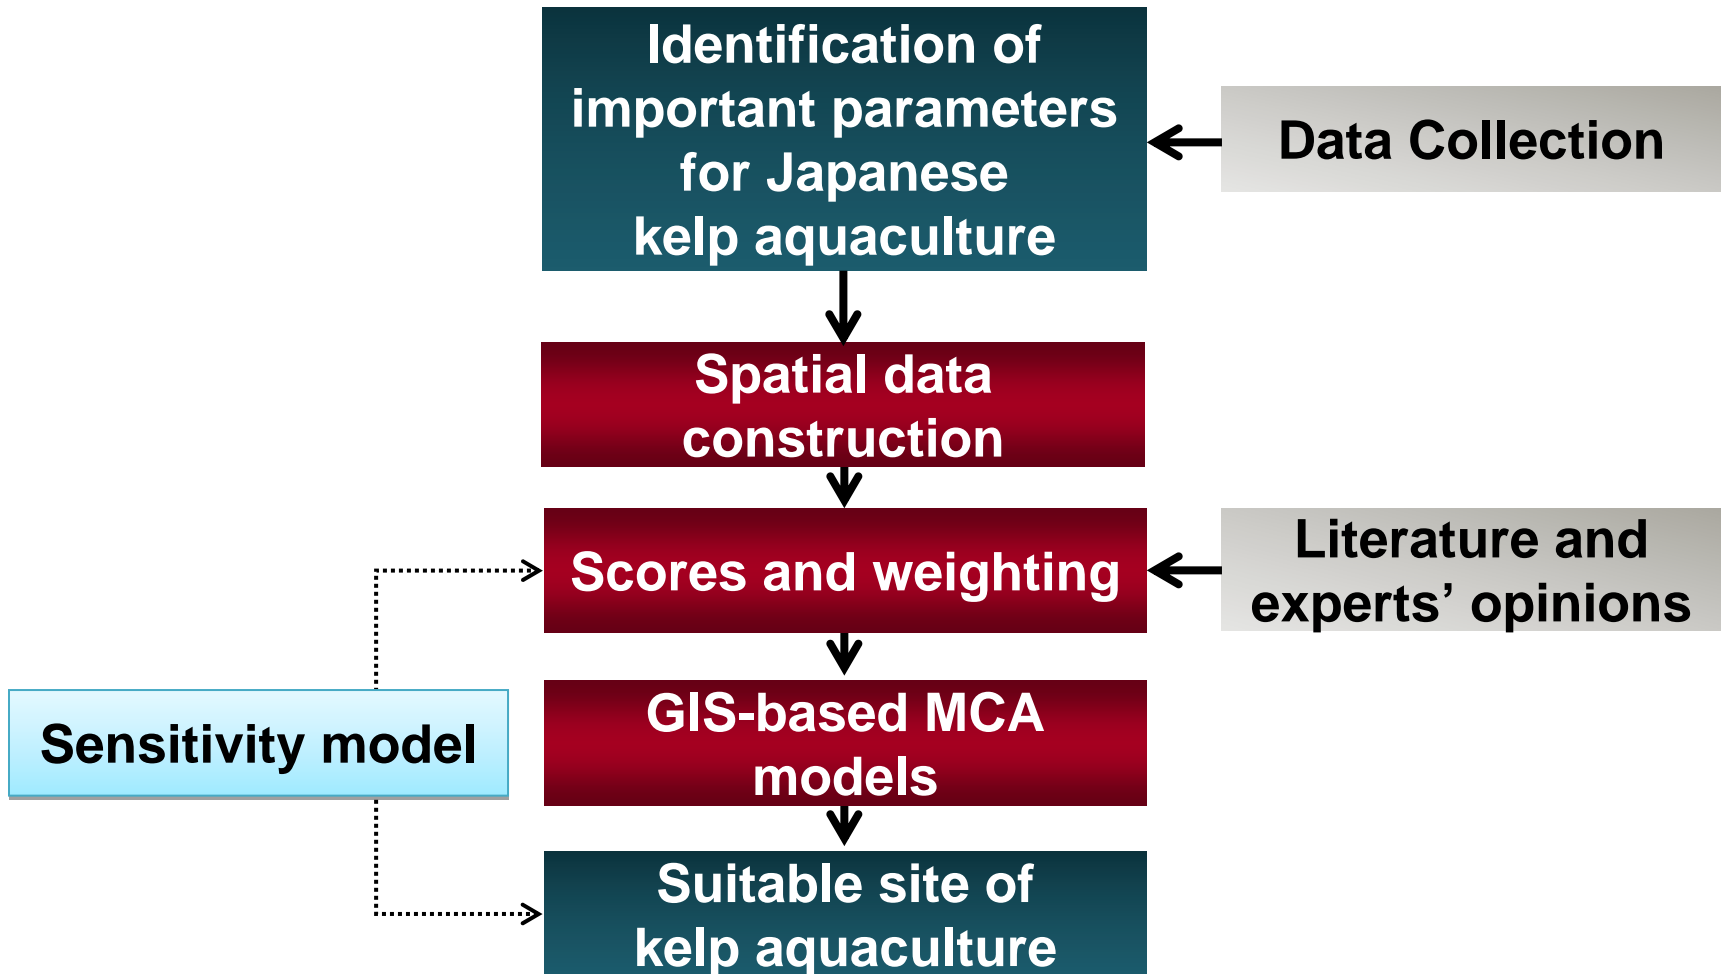 Identification of
important parameters
for Japanese
kelp aquaculture
Data Collection
Spatial data
construction
Scores and weighting
Literature and
experts’ opinions
Sensitivity model
GIS-based MCA
models
Suitable site of
kelp aquaculture